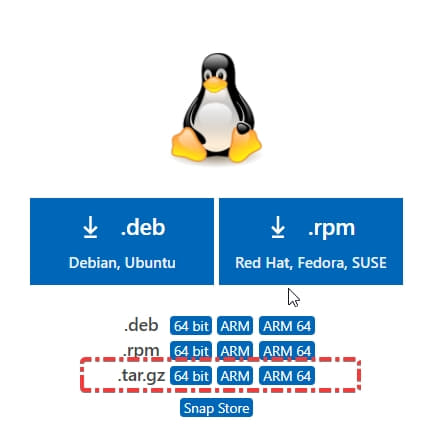 .deb
Debian, Ubuntu
.rpm
Red Hat, Fedora, SUSE
.deb 64 bit ARM ARM 64
.rpm 64 bit ARM ARM 64
.tar.gz 64 bit ARM ARM 64
Snap Store